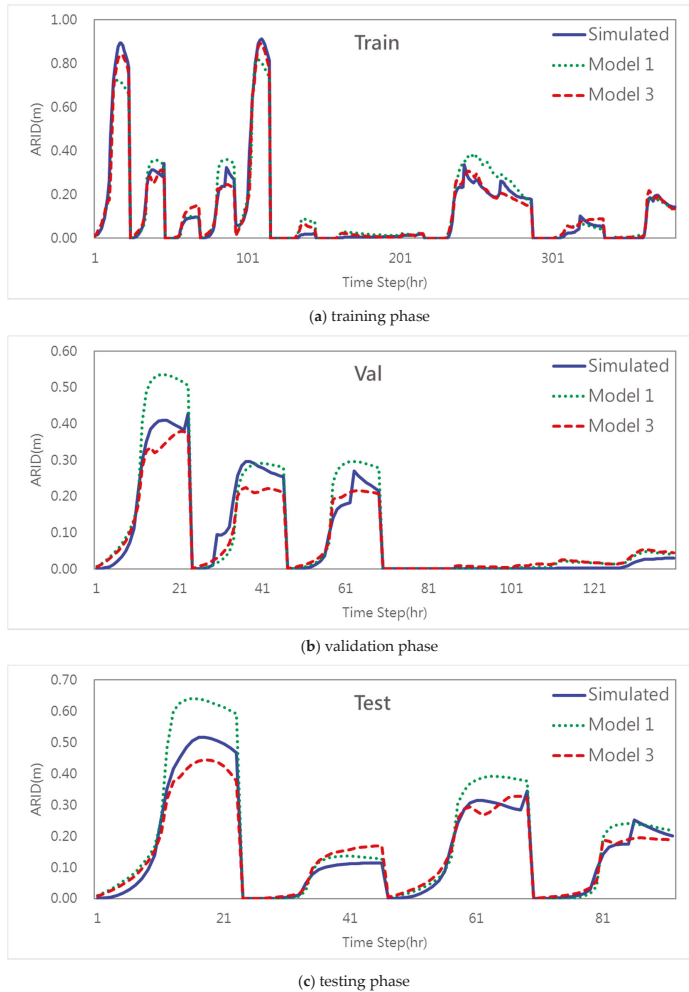 Train
Simulated
Model 1
Model 3
ARID(m)
1.00
0.80
0.60
0.40
0.20
0.00
1 101 201 301
Time Step(hr)
(a) training phase
Val
Simulated
Model 1
Model 3
ARID(m)
0.60
0.50
0.40
0.30
0.20
0.10
0.00
1 21 41 61 81 101 121
Time Step(hr)
(b) validation phase
Test
Simulated
Model 1
Model 3
ARID(m)
0.70
0.60
0.50
0.40
0.30
0.20
0.10
0.00
1 21 41 61 81
Time Step(hr)
(c) testing phase